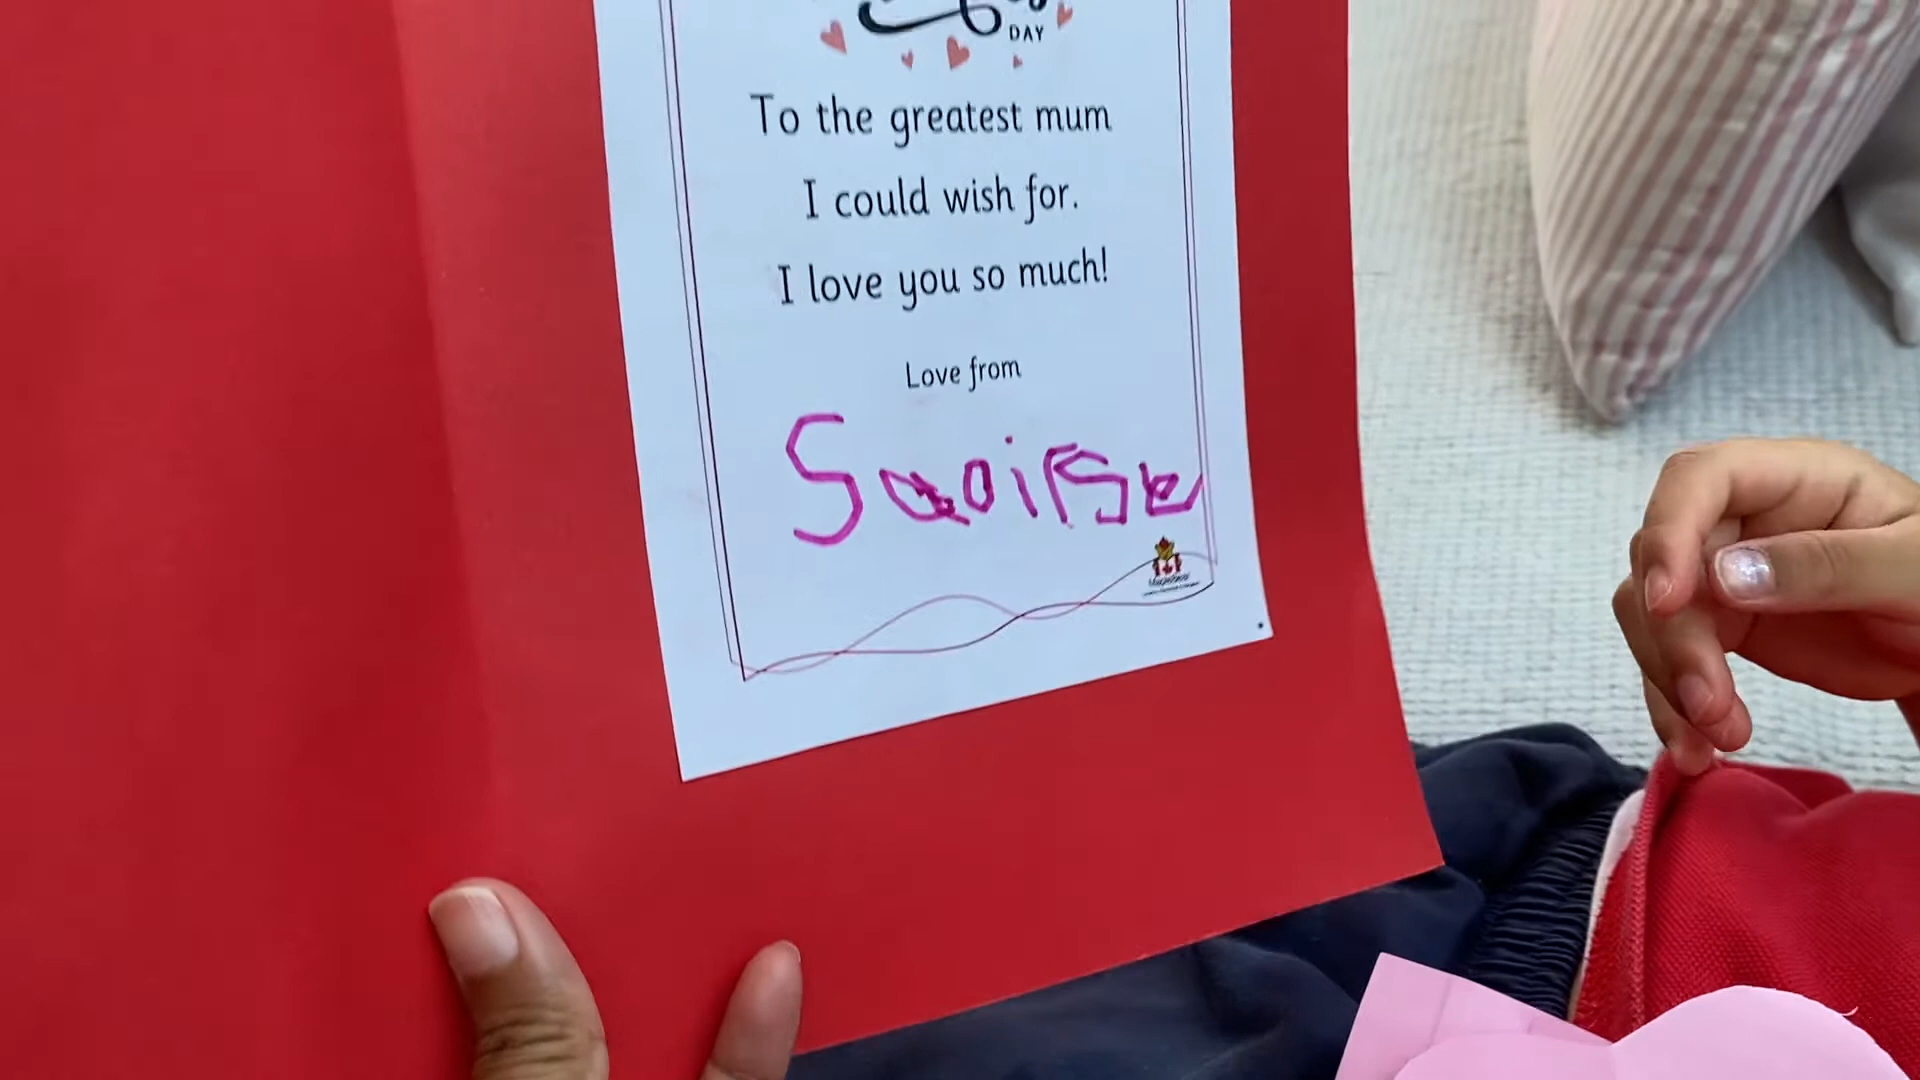 DAY
To the greatest mum
I could wish for.
I love you so much!
Love from
Saoirse